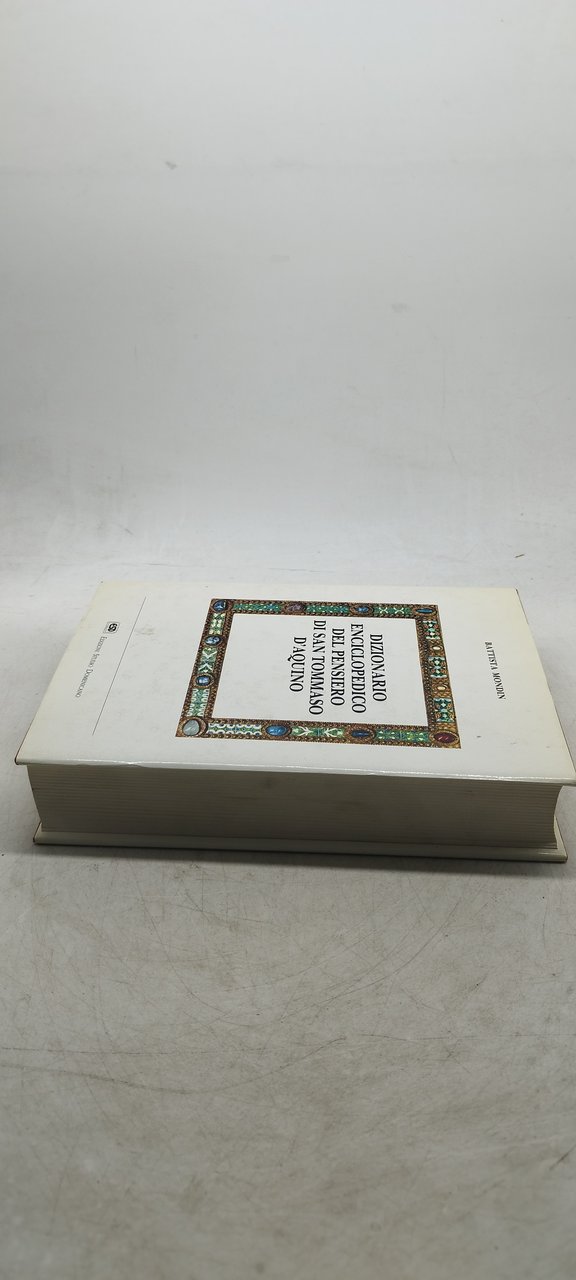 BATTISTA MONDIN
DIZIONARIO
ENCICLOPEDICO
DEL PENSIERO
DI SAN TOMMASO
D'AQUINO
EDIZIONI STUDIO DOMENICANO